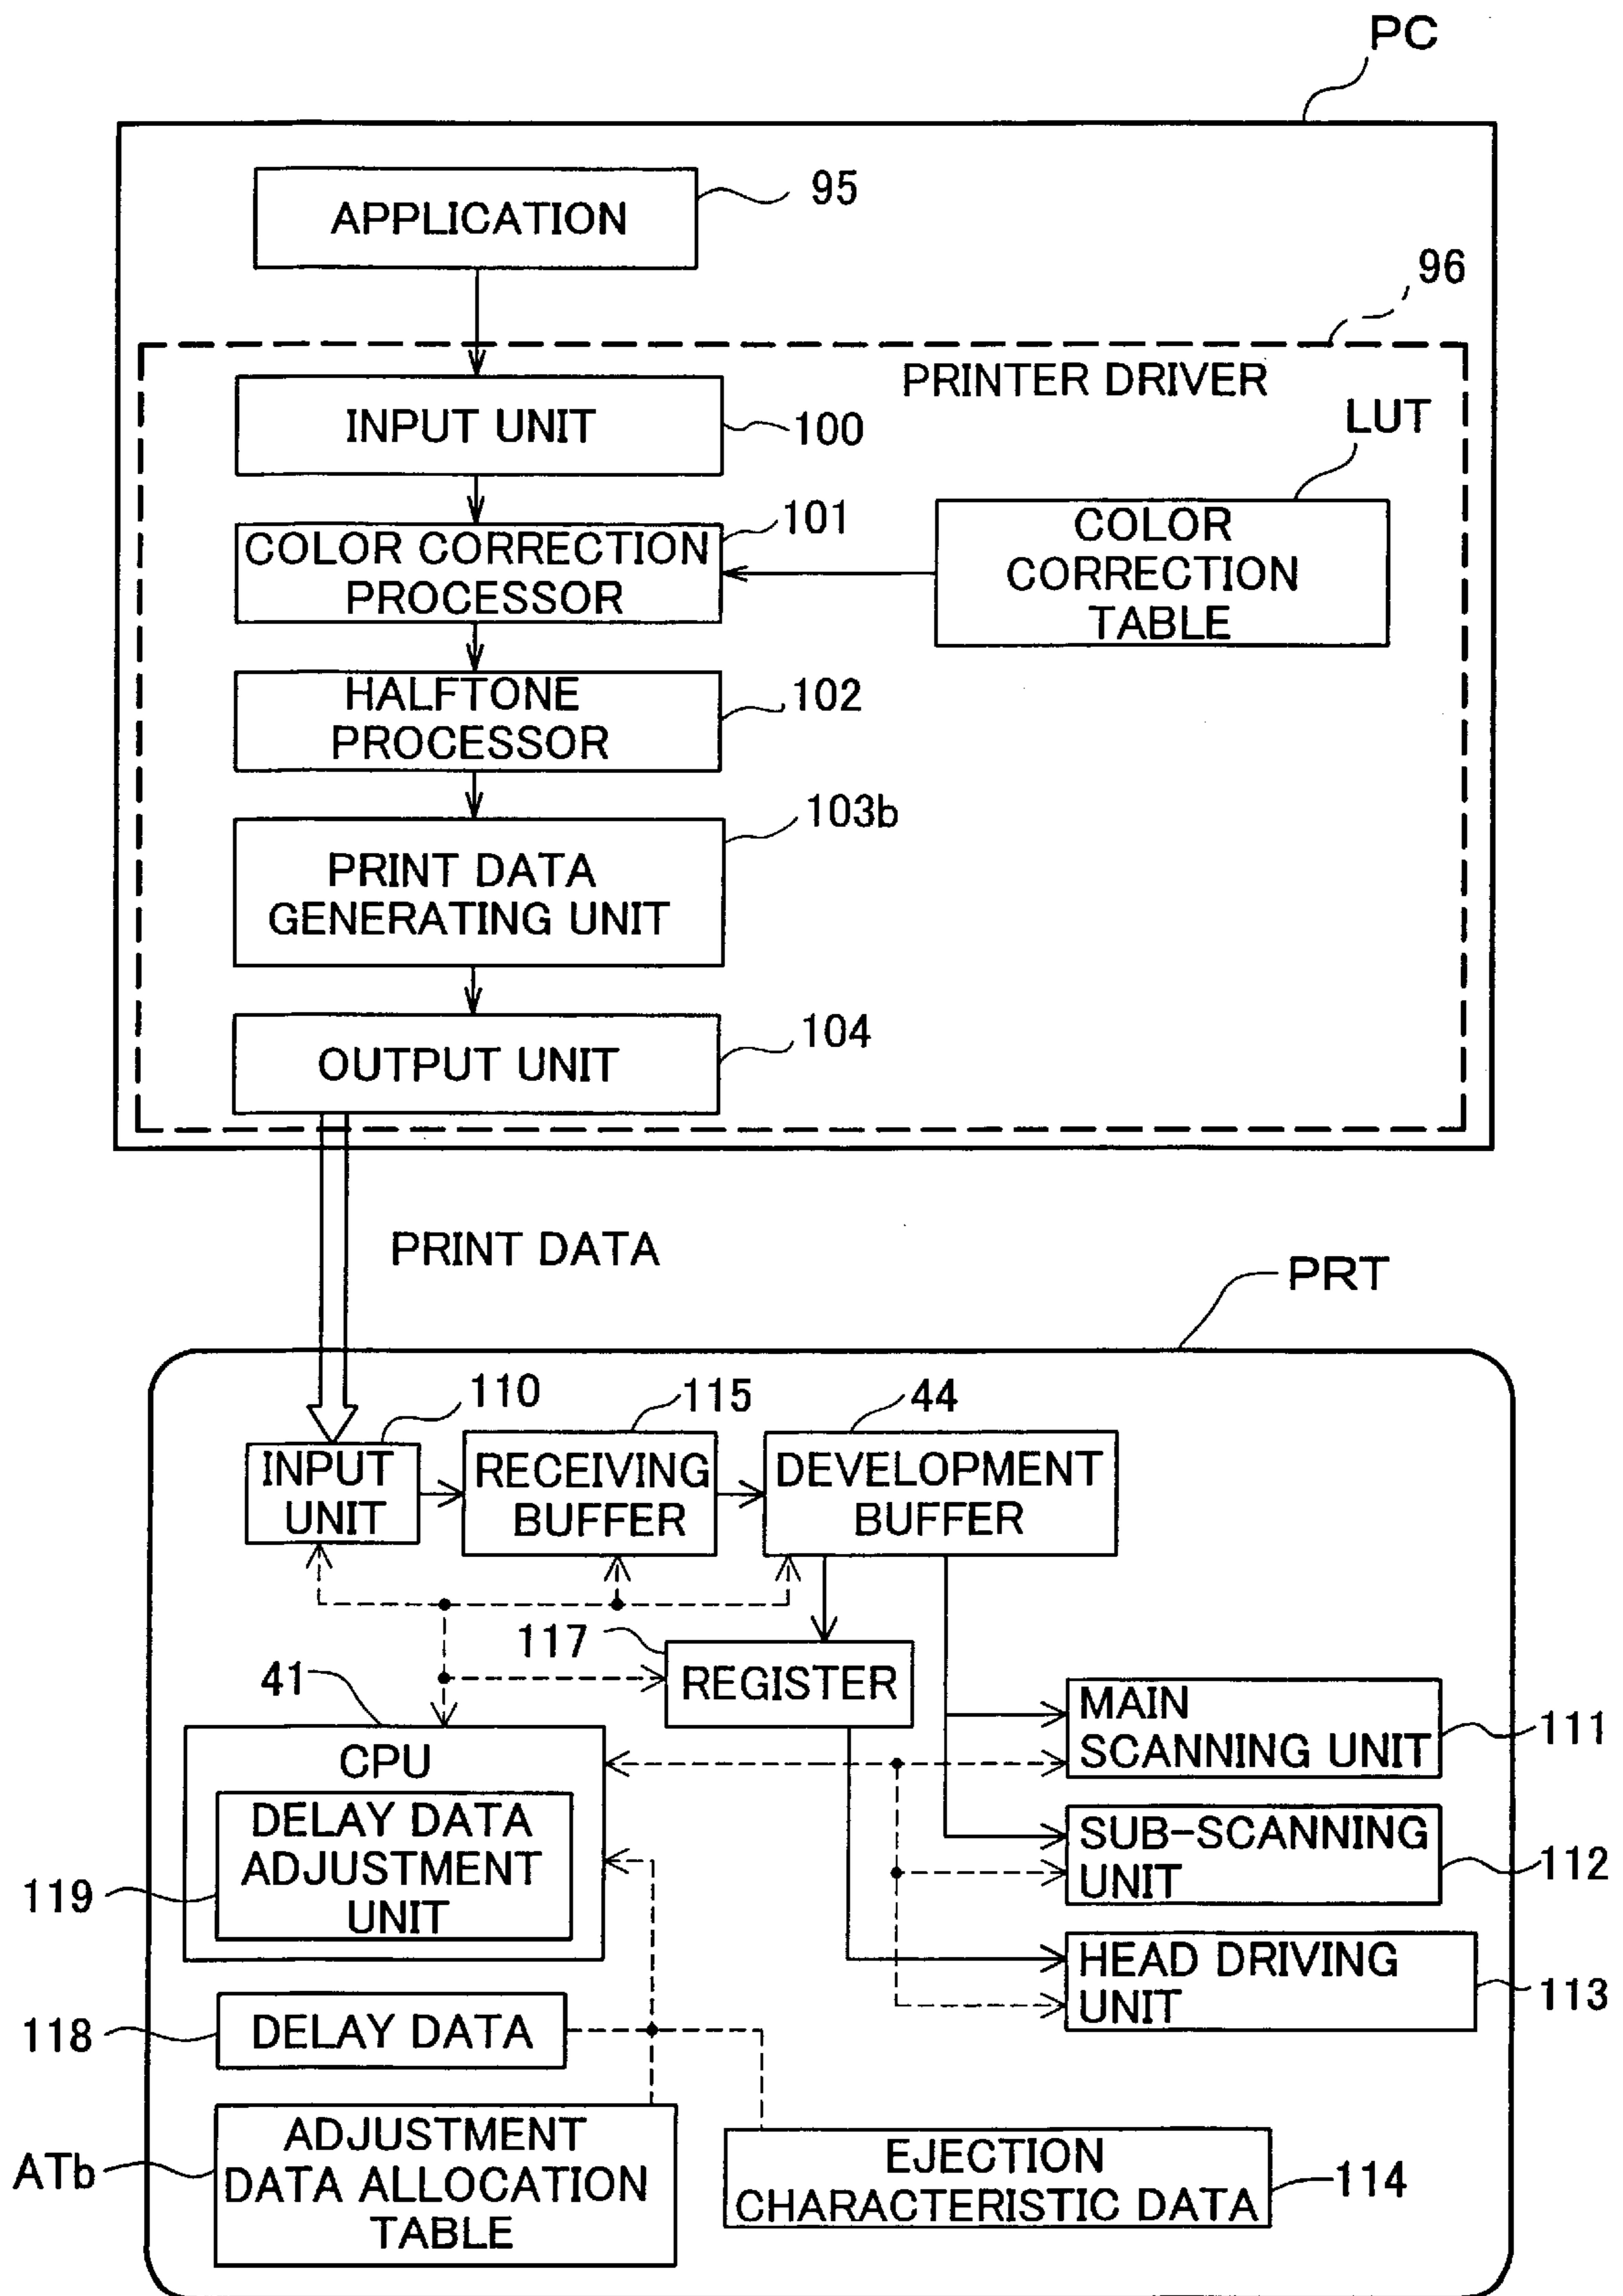 PC
APPLICATION
95
96
PRINTER DRIVER
INPUT UNIT
100
LUT
COLOR CORRECTION
PROCESSOR
101
COLOR
CORRECTION
TABLE
HALFTONE
PROCESSOR
102
PRINT DATA
GENERATING UNIT
103b
OUTPUT UNIT
104
PRINT DATA
PRT
110
115
44
INPUT
UNIT
RECEIVING
BUFFER
DEVELOPMENT
BUFFER
117
REGISTER
41
CPU
DELAY DATA
ADJUSTMENT
UNIT
119
MAIN
SCANNING UNIT
111
SUB-SCANNING
UNIT
112
HEAD DRIVING
UNIT
113
118
DELAY DATA
ATb
ADJUSTMENT
DATA ALLOCATION
TABLE
EJECTION
CHARACTERISTIC DATA
114